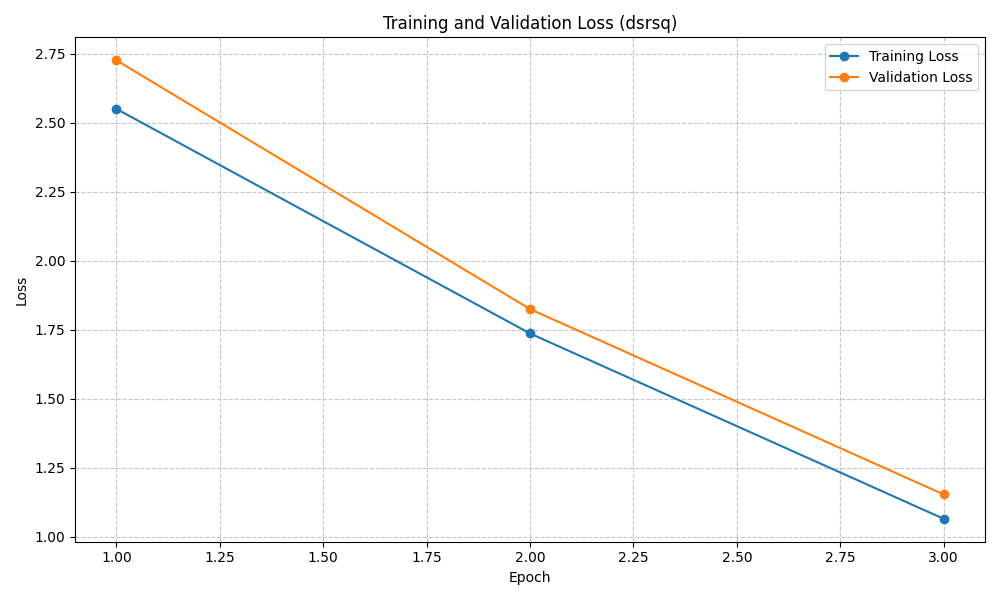 Training and Validation Loss (dsrsq)
Training Loss
Validation Loss
Loss
2.75
2.50
2.25
2.00
1.75
1.50
1.25
1.00
1.00 1.25 1.50 1.75 2.00 2.25 2.50 2.75 3.00
Epoch